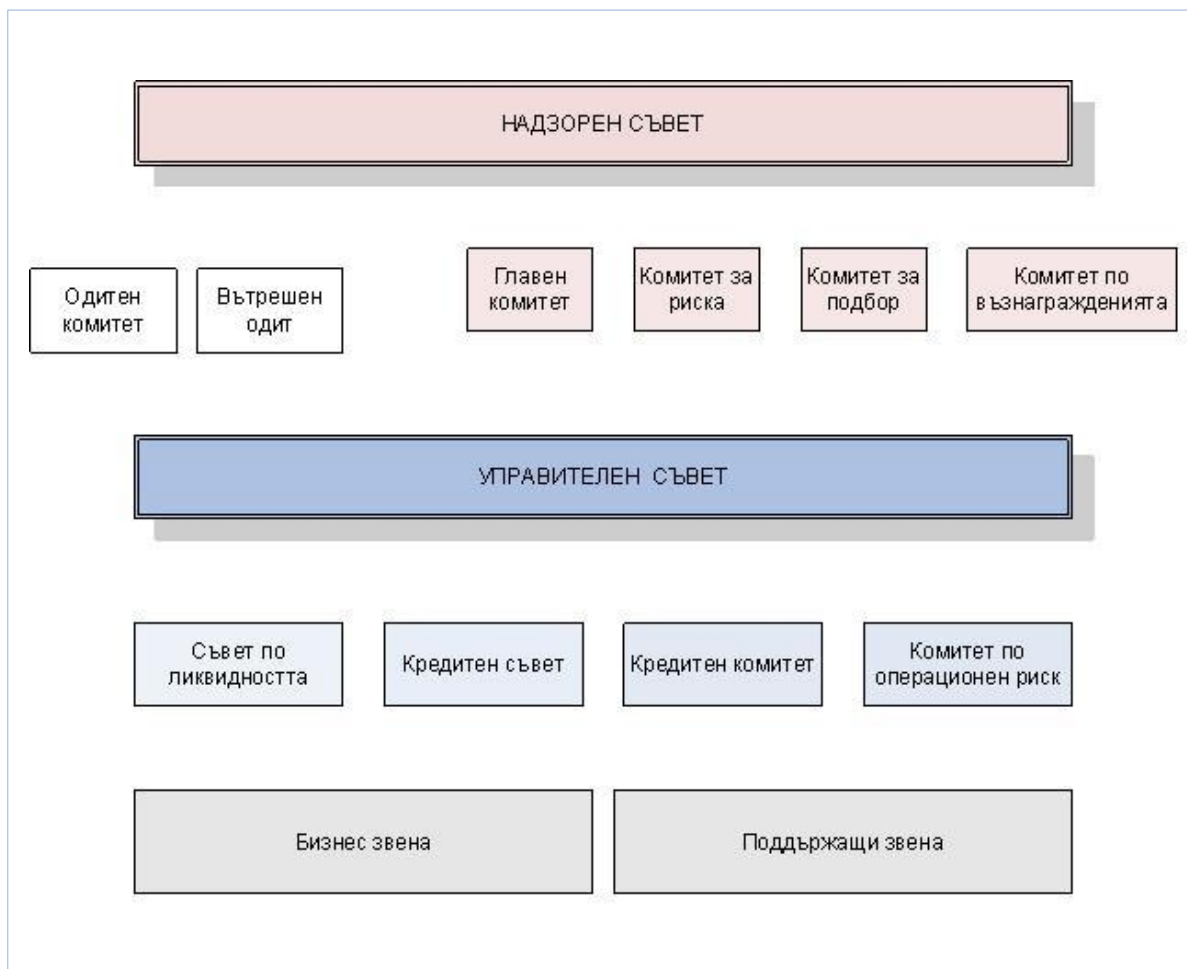 НАДЗОРЕН СЪВЕТ
Одитен
комитет
Вътрешен
одит
Главен
комитет
Комитет за
риска
Комитет за
подбор
Комитет по
възнагражденията
УПРАВИТЕЛЕН СЪВЕТ
Съвет по
ликвидността
Кредитен съвет
Кредитен комитет
Комитет по
операционен риск
Бизнес звена
Поддържащи звена